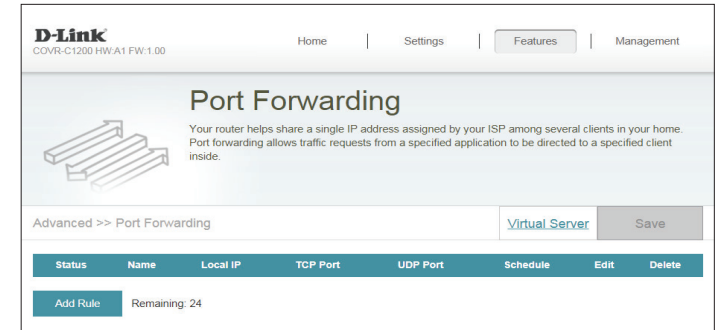 D-Link
COVR-C1200 HW:A1 FW:1.00
Home | Settings | Features | Management
Port Forwarding
Your router helps share a single IP address assigned by your ISP among several clients in your home.
Port forwarding allows traffic requests from a specified application to be directed to a specified client
inside.
Advanced >> Port Forwarding
Virtual Server
Save
Status Name Local IP TCP Port UDP Port Schedule Edit Delete
Add Rule Remaining: 24